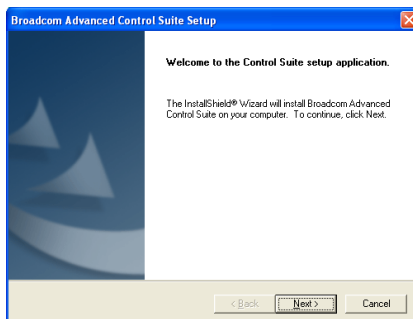 Broadcom Advanced Control Suite Setup
Welcome to the Control Suite setup application.
The InstallShield® Wizard will install Broadcom Advanced
Control Suite on your computer. To continue, click Next.
< Back
Next >
Cancel